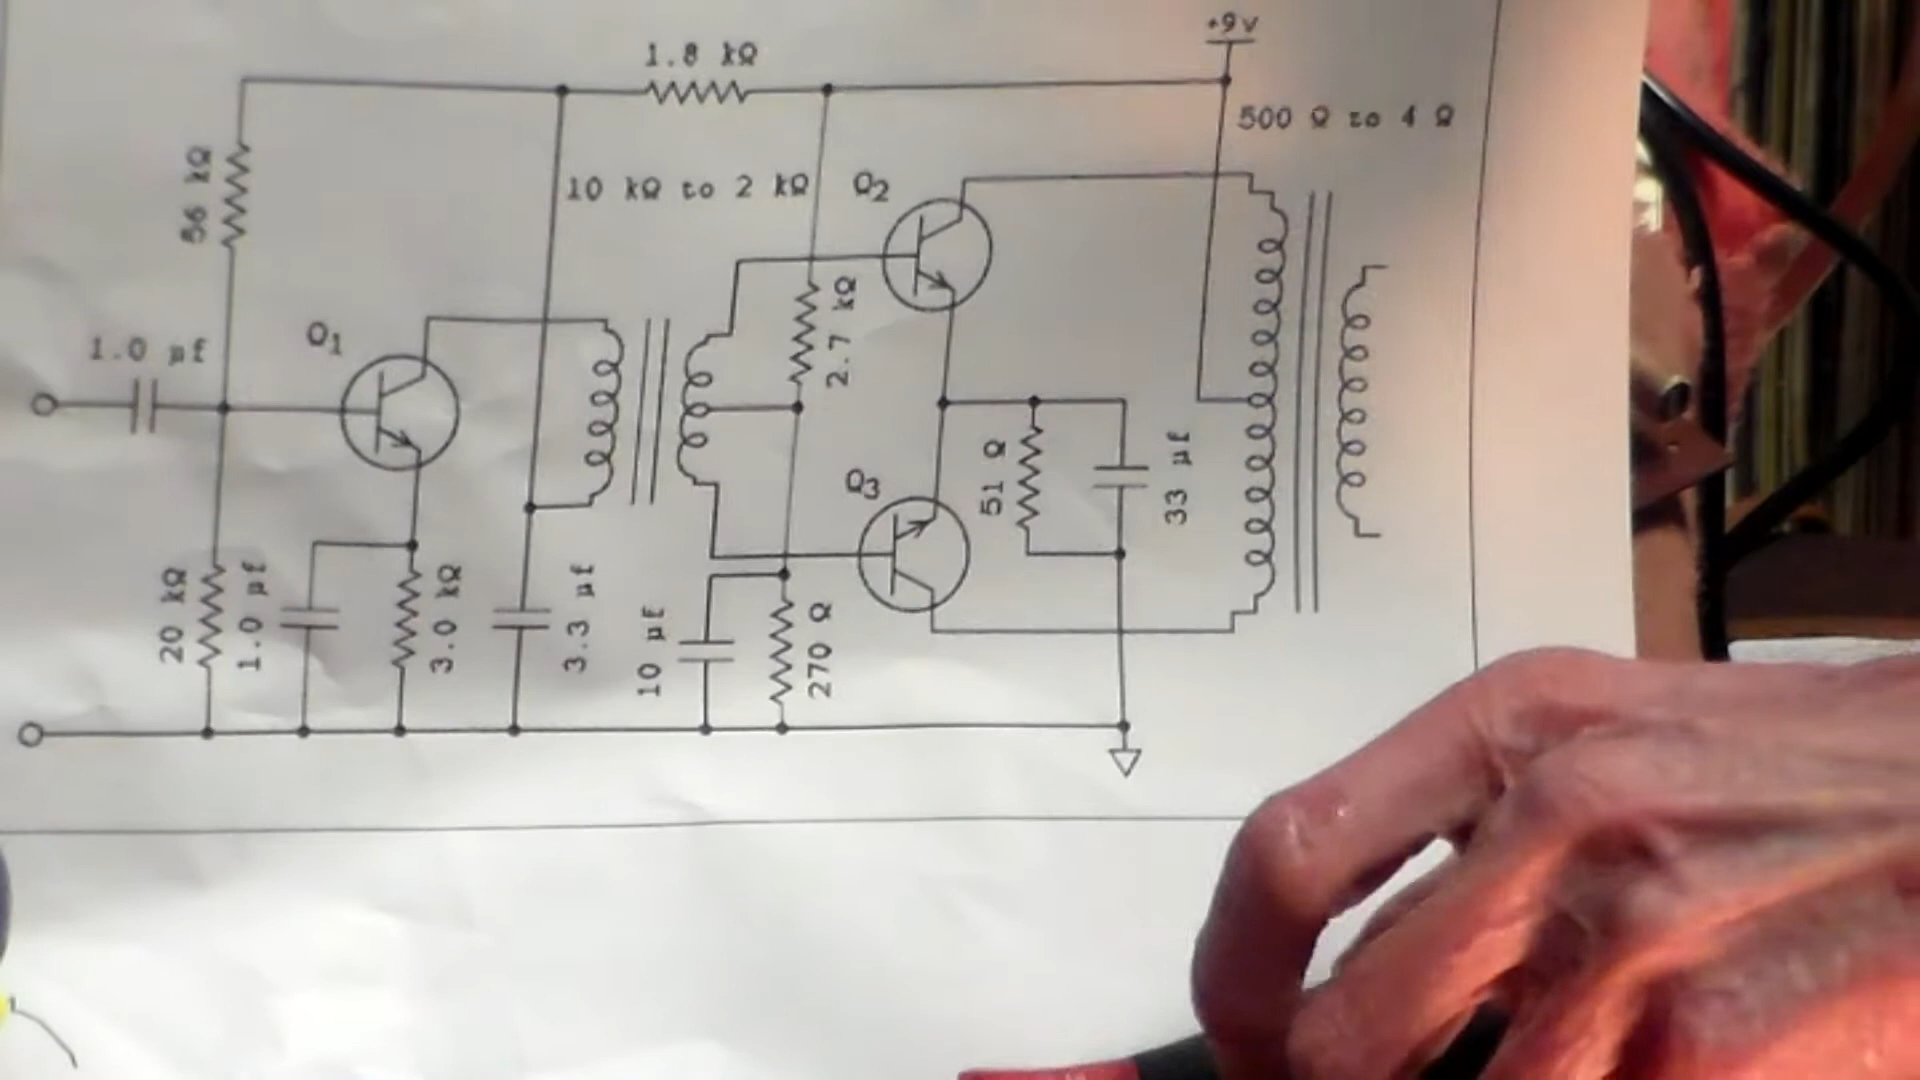 +9v
1.8 kΩ
500 Ω to 4 Ω
56 kΩ
10 kΩ to 2 kΩ
Q2
2.7 kΩ
1.0 µf
Q1
51 Ω
33 µf
Q3
20 kΩ
1.0 µf
3.0 kΩ
3.3 µf
10 µf
270 Ω